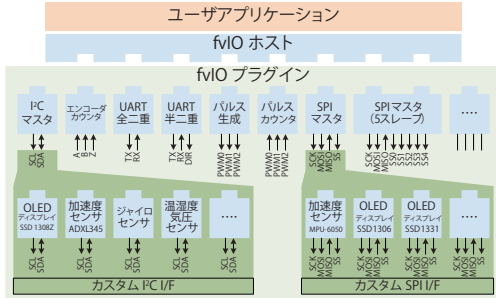 ユーザアプリケーション
fvIO ホスト
fvIO プラグイン
I²C
マスタ
エンコーダ
カウンタ
UART
全二重
UART
半二重
パルス
生成
パルス
カウンタ
SPI
マスタ
SPI マスタ
(5スレーブ)
....
SCL
SDA
A
B
Z
TX
RX
TX
RX
DIR
PWM0
PWM1
PWM2
PWM0
PWM1
PWM2
SCK
MOSI
MISO
SS
SCK
MOSI
MISO
SS0
SS1
SS2
SS3
SS4
OLED
ディスプレイ
SSD1308Z
加速度
センサ
ADXL345
ジャイロ
センサ
温湿度
気圧
センサ
....
加速度
センサ
MPU-6050
OLED
ディスプレイ
SSD1306
OLED
ディスプレイ
SSD1331
....
SCL
SDA
SCL
SDA
SCL
SDA
SCL
SDA
SCK
MOSI
MISO
SS
SCK
MOSI
MISO
SS
SCK
MOSI
MISO
SS
カスタム I²C I/F
カスタム SPI I/F